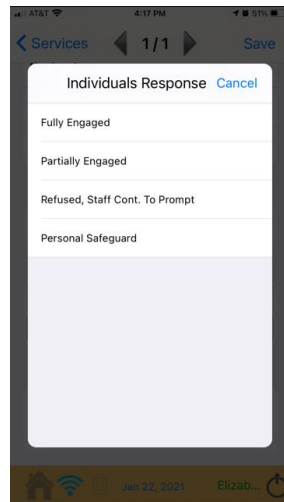 AT&T 4:17 PM 51%
Services 1/1 Save
Individuals Response Cancel
Fully Engaged
Partially Engaged
Refused, Staff Cont. To Prompt
Personal Safeguard
Jan 22, 2021 Elizab...